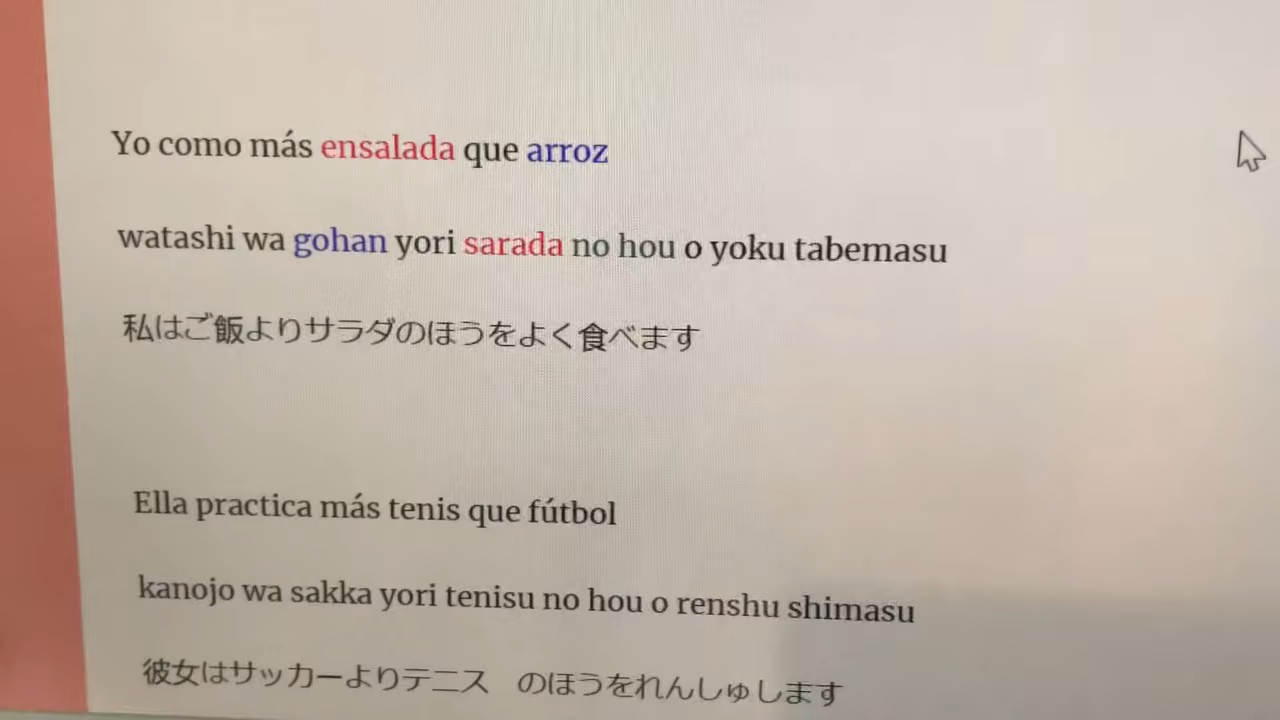 Yo como más ensalada que arroz
watashi wa gohan yori sarada no hou o yoku tabemasu
私はご飯よりサラダのほうをよく食べます
Ella practica más tenis que fútbol
kanojo wa sakka yori tenisu no hou o renshu shimasu
彼女はサッカーよりテニス　のほうをれんしゅします